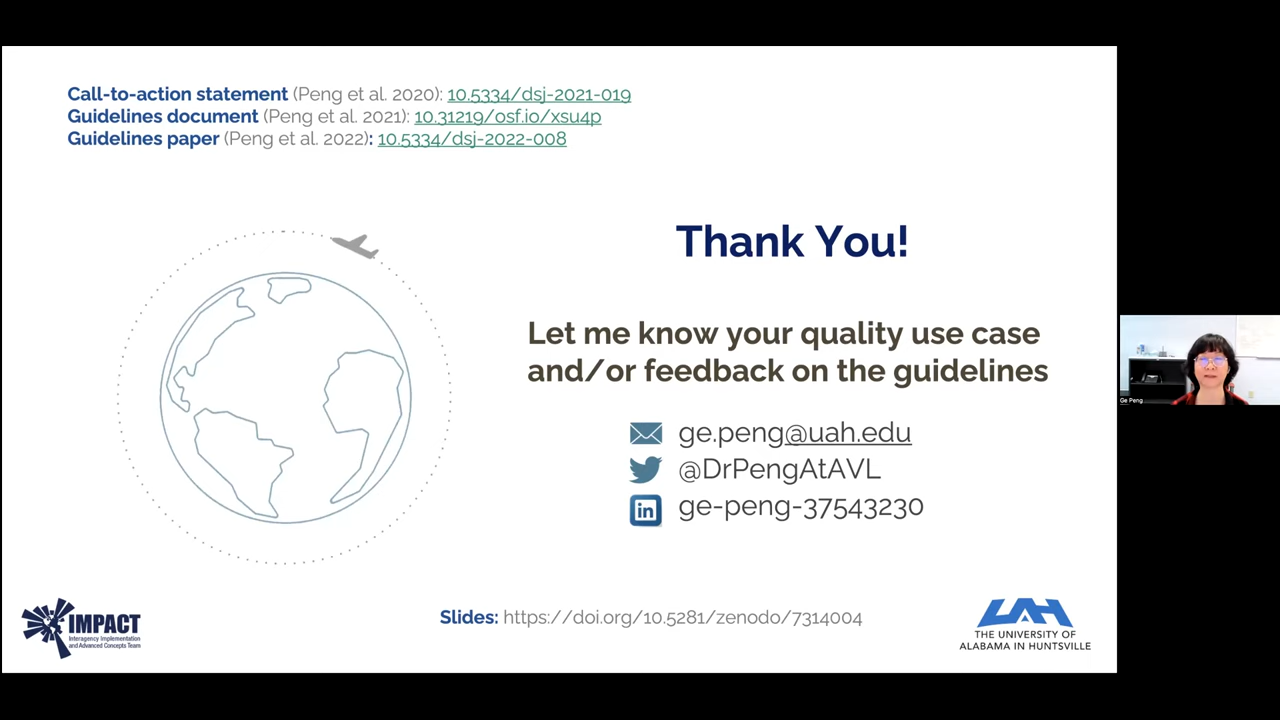 Call-to-action statement (Peng et al. 2020): 10.5334/dsj-2021-019
Guidelines document (Peng et al. 2021): 10.31219/osf.io/xsu4p
Guidelines paper (Peng et al. 2022): 10.5334/dsj-2022-008
Thank You!
Let me know your quality use case
and/or feedback on the guidelines
ge.peng@uah.edu
@DrPengAtAVL
in ge-peng-37543230
Ge Peng
IMPACT
Interagency Implementation
and Advanced Concepts Team
Slides: https://doi.org/10.5281/zenodo/7314004
UAH
THE UNIVERSITY OF
ALABAMA IN HUNTSVILLE